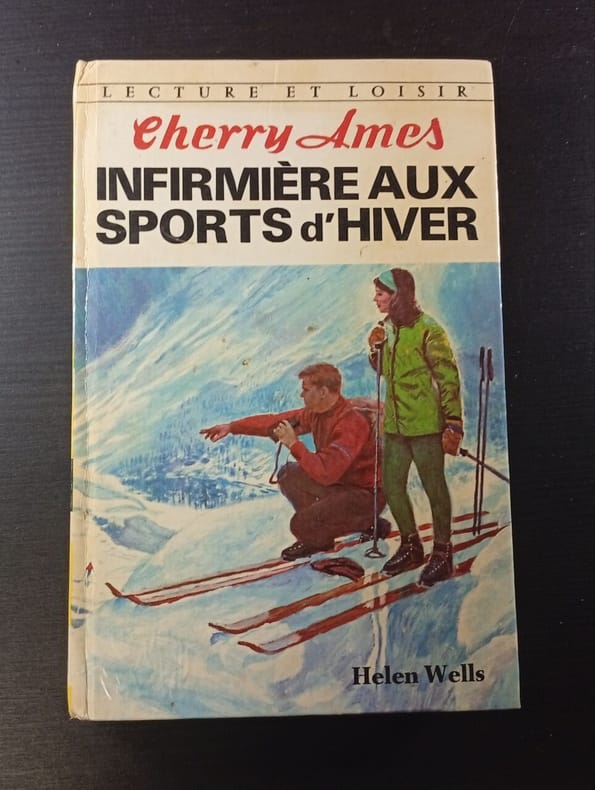 LECTURE ET LOISIR
Cherry Ames
INFIRMIÈRE AUX
SPORTS d'HIVER
Helen Wells